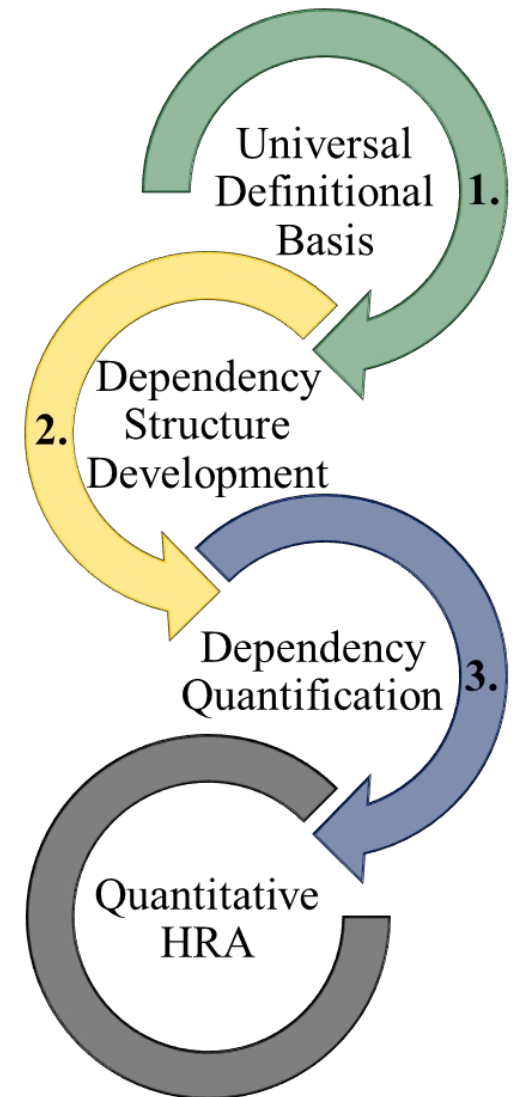 Universal
Definitional
Basis
1.
Dependency
Structure
Development
2.
Dependency
Quantification
3.
Quantitative
HRA